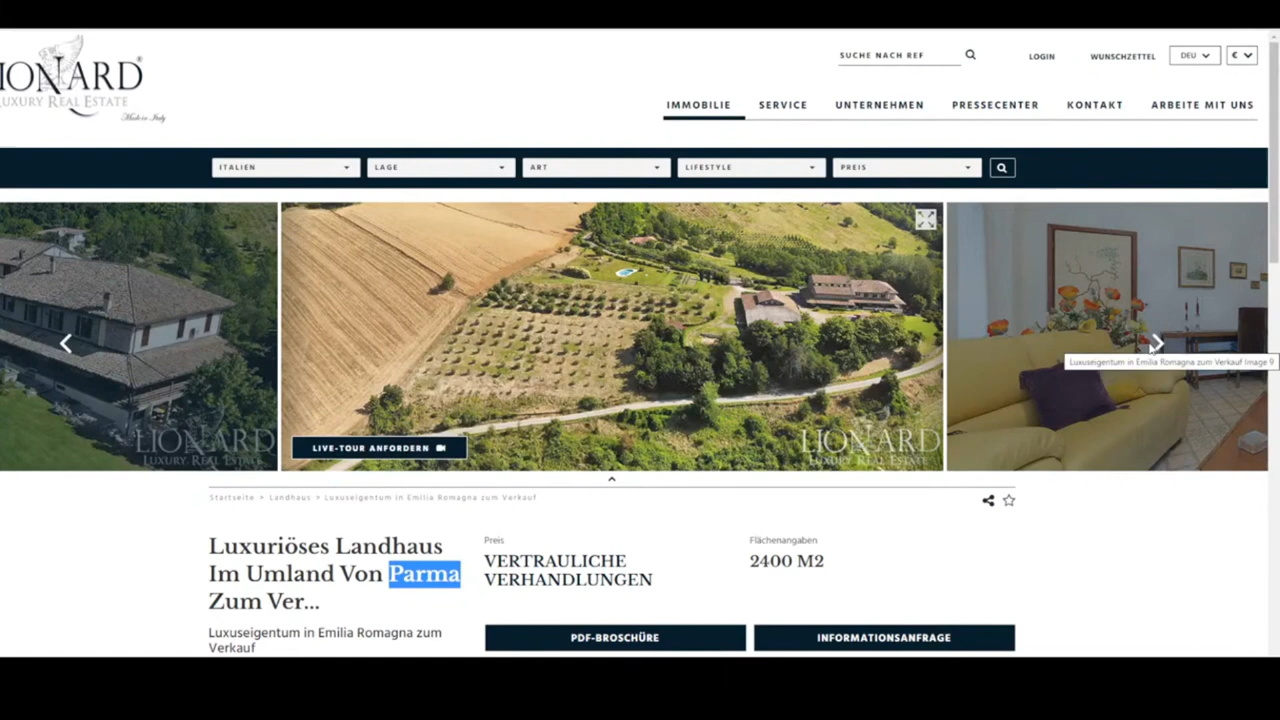 LIONARD
LUXURY REAL ESTATE
Made in Italy
SUCHE NACH REF
LOGIN
WUNSCHZETTEL
DEU
€
IMMOBILIE
SERVICE
UNTERNEHMEN
PRESSECENTER
KONTAKT
ARBEITE MIT UNS
ITALIEN
LAGE
ART
LIFESTYLE
PREIS
LIONARD
LUXURY REAL ESTATE
LIVE-TOUR ANFORDERN
LIONARD
LUXURY REAL ESTATE
Luxuseigentum in Emilia Romagna zum Verkauf Image 9
Startseite > Landhaus > Luxuseigentum in Emilia Romagna zum Verkauf
Luxuriöses Landhaus
Im Umland Von Parma
Zum Ver...
Luxuseigentum in Emilia Romagna zum
Verkauf
Preis
VERTRAULICHE
VERHANDLUNGEN
Flächenangaben
2400 M2
PDF-BROSCHÜRE
INFORMATIONSANFRAGE